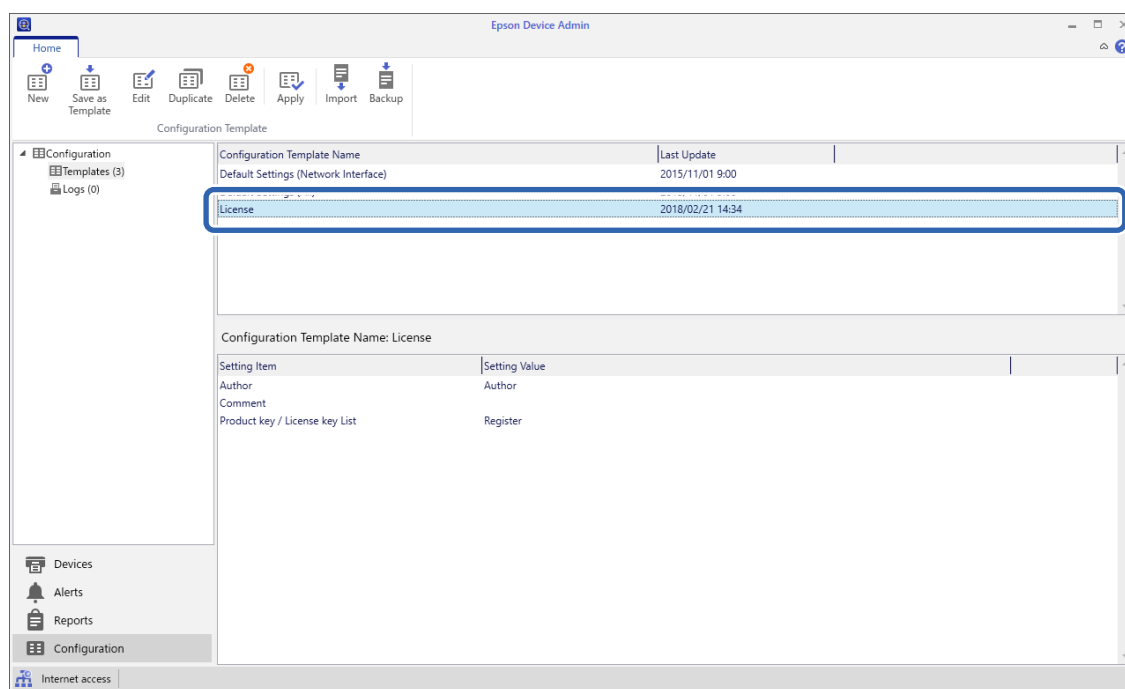 Epson Device Admin
Home
New
Save as
Template
Edit
Duplicate
Delete
Apply
Import
Backup
Configuration Template
Configuration
Templates (3)
Logs (0)
Configuration Template Name Last Update
Default Settings (Network Interface) 2015/11/01 9:00
License 2018/02/21 14:34
Configuration Template Name: License
Setting Item Setting Value
Author Author
Comment
Product key / License key List Register
Devices
Alerts
Reports
Configuration
Internet access